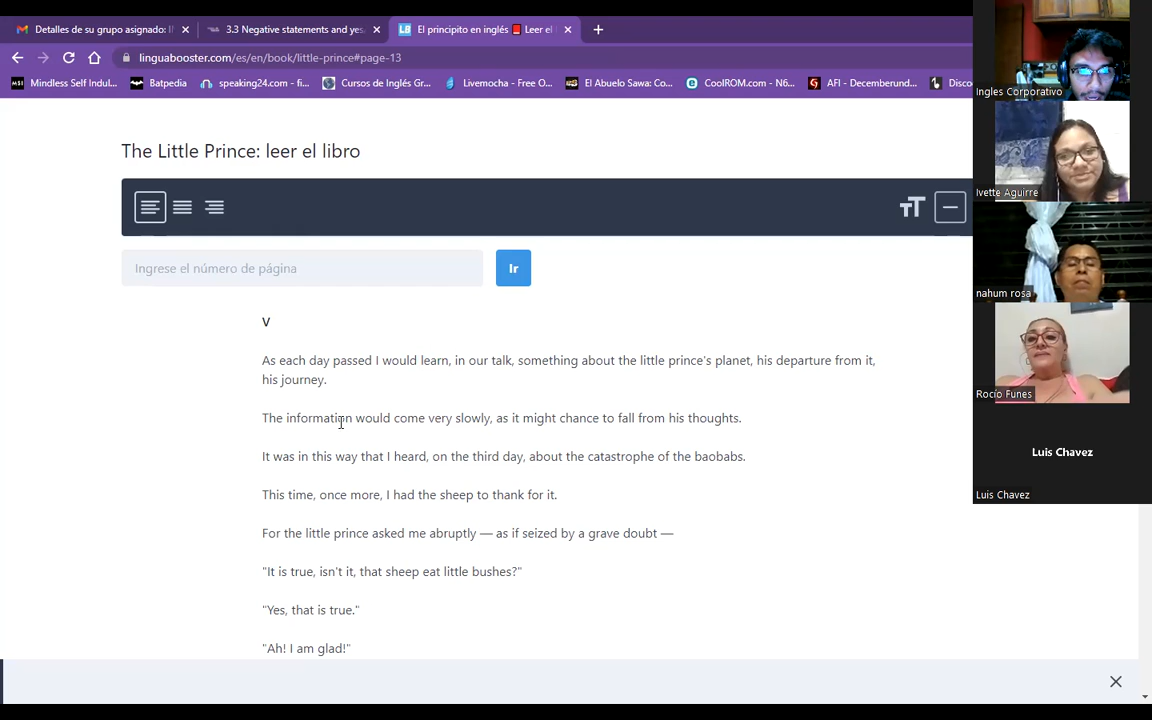 Detalles de su grupo asignado: I
3.3 Negative statements and yes
El principito en inglés Leer el
linguabooster.com/es/en/book/little-prince#page-13
Mindless Self Indul...
Batpedia
speaking24.com - fi...
Cursos de Inglés Gr...
Livemocha - Free O...
El Abuelo Sawa: Co...
CoolROM.com - N6...
AFI - Decemberund...
Disco
Ingles Corporativo
Ivette Aguirre
nahum rosa
Rocío Funes
Luis Chavez
Luis Chavez
The Little Prince: leer el libro
Ingrese el número de página
Ir
V
As each day passed I would learn, in our talk, something about the little prince's planet, his departure from it,
his journey.
The information would come very slowly, as it might chance to fall from his thoughts.
It was in this way that I heard, on the third day, about the catastrophe of the baobabs.
This time, once more, I had the sheep to thank for it.
For the little prince asked me abruptly — as if seized by a grave doubt —
"It is true, isn't it, that sheep eat little bushes?"
"Yes, that is true."
"Ah! I am glad!"